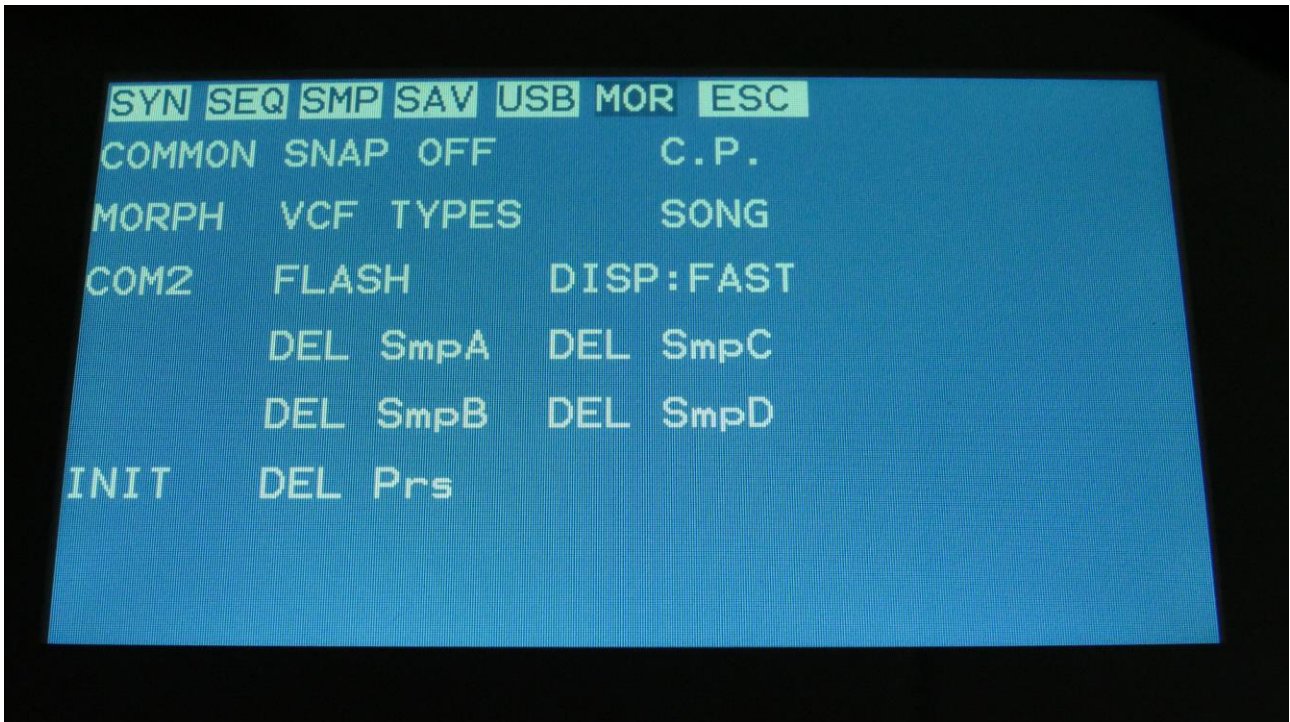 SYN SEQ SMP SAV USB MOR ESC
COMMON SNAP OFF C.P.
MORPH VCF TYPES SONG
COM2 FLASH DISP:FAST
DEL SmpA DEL SmpC
DEL SmpB DEL SmpD
INIT DEL Prs